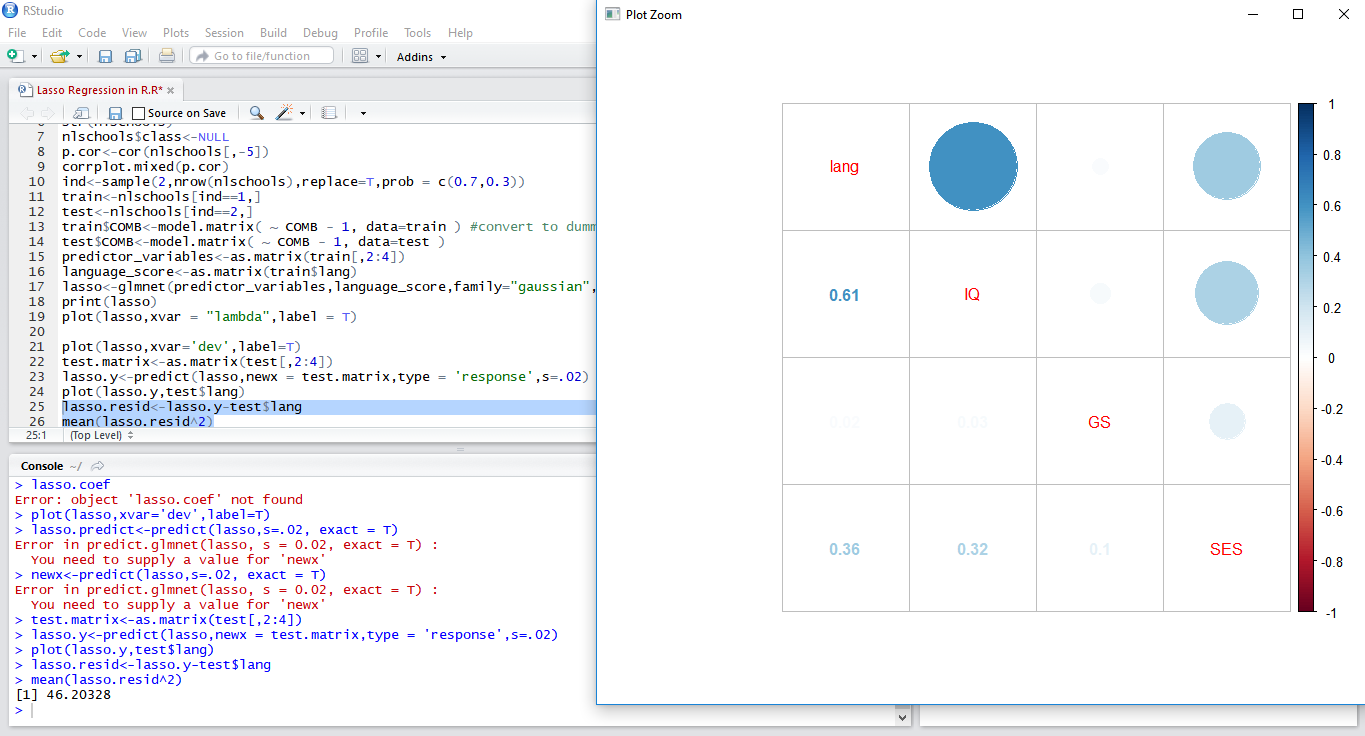 RStudio
File Edit Code View Plots Session Build Debug Profile Tools Help
Go to file/function
Addins
Lasso Regression in R.R*
Source on Save
7 nlschools$class<-NULL
8 p.cor<-cor(nlschools[,-5])
9 corrplot.mixed(p.cor)
10 ind<-sample(2,nrow(nlschools),replace=T,prob = c(0.7,0.3))
11 train<-nlschools[ind==1,]
12 test<-nlschools[ind==2,]
13 train$COMB<-model.matrix( ~ COMB - 1, data=train ) #convert to dumm
14 test$COMB<-model.matrix( ~ COMB - 1, data=test )
15 predictor_variables<-as.matrix(train[,2:4])
16 language_score<-as.matrix(train$lang)
17 lasso<-glmnet(predictor_variables,language_score,family="gaussian",
18 print(lasso)
19 plot(lasso,xvar = "lambda",label = T)
20
21 plot(lasso,xvar='dev',label=T)
22 test.matrix<-as.matrix(test[,2:4])
23 lasso.y<-predict(lasso,newx = test.matrix,type = 'response',s=.02)
24 plot(lasso.y,test$lang)
25 lasso.resid<-lasso.y-test$lang
26 mean(lasso.resid^2)
25:1 (Top Level)
Console ~/
> lasso.coef
Error: object 'lasso.coef' not found
> plot(lasso,xvar='dev',label=T)
> lasso.predict<-predict(lasso,s=.02, exact = T)
Error in predict.glmnet(lasso, s = 0.02, exact = T) :
You need to supply a value for 'newx'
> newx<-predict(lasso,s=.02, exact = T)
Error in predict.glmnet(lasso, s = 0.02, exact = T) :
You need to supply a value for 'newx'
> test.matrix<-as.matrix(test[,2:4])
> lasso.y<-predict(lasso,newx = test.matrix,type = 'response',s=.02)
> plot(lasso.y,test$lang)
> lasso.resid<-lasso.y-test$lang
> mean(lasso.resid^2)
[1] 46.20328
>
Plot Zoom
lang
0.61 IQ
GS
0.36 0.32 0.1 SES
1
0.8
0.6
0.4
0.2
0
-0.2
-0.4
-0.6
-0.8
-1